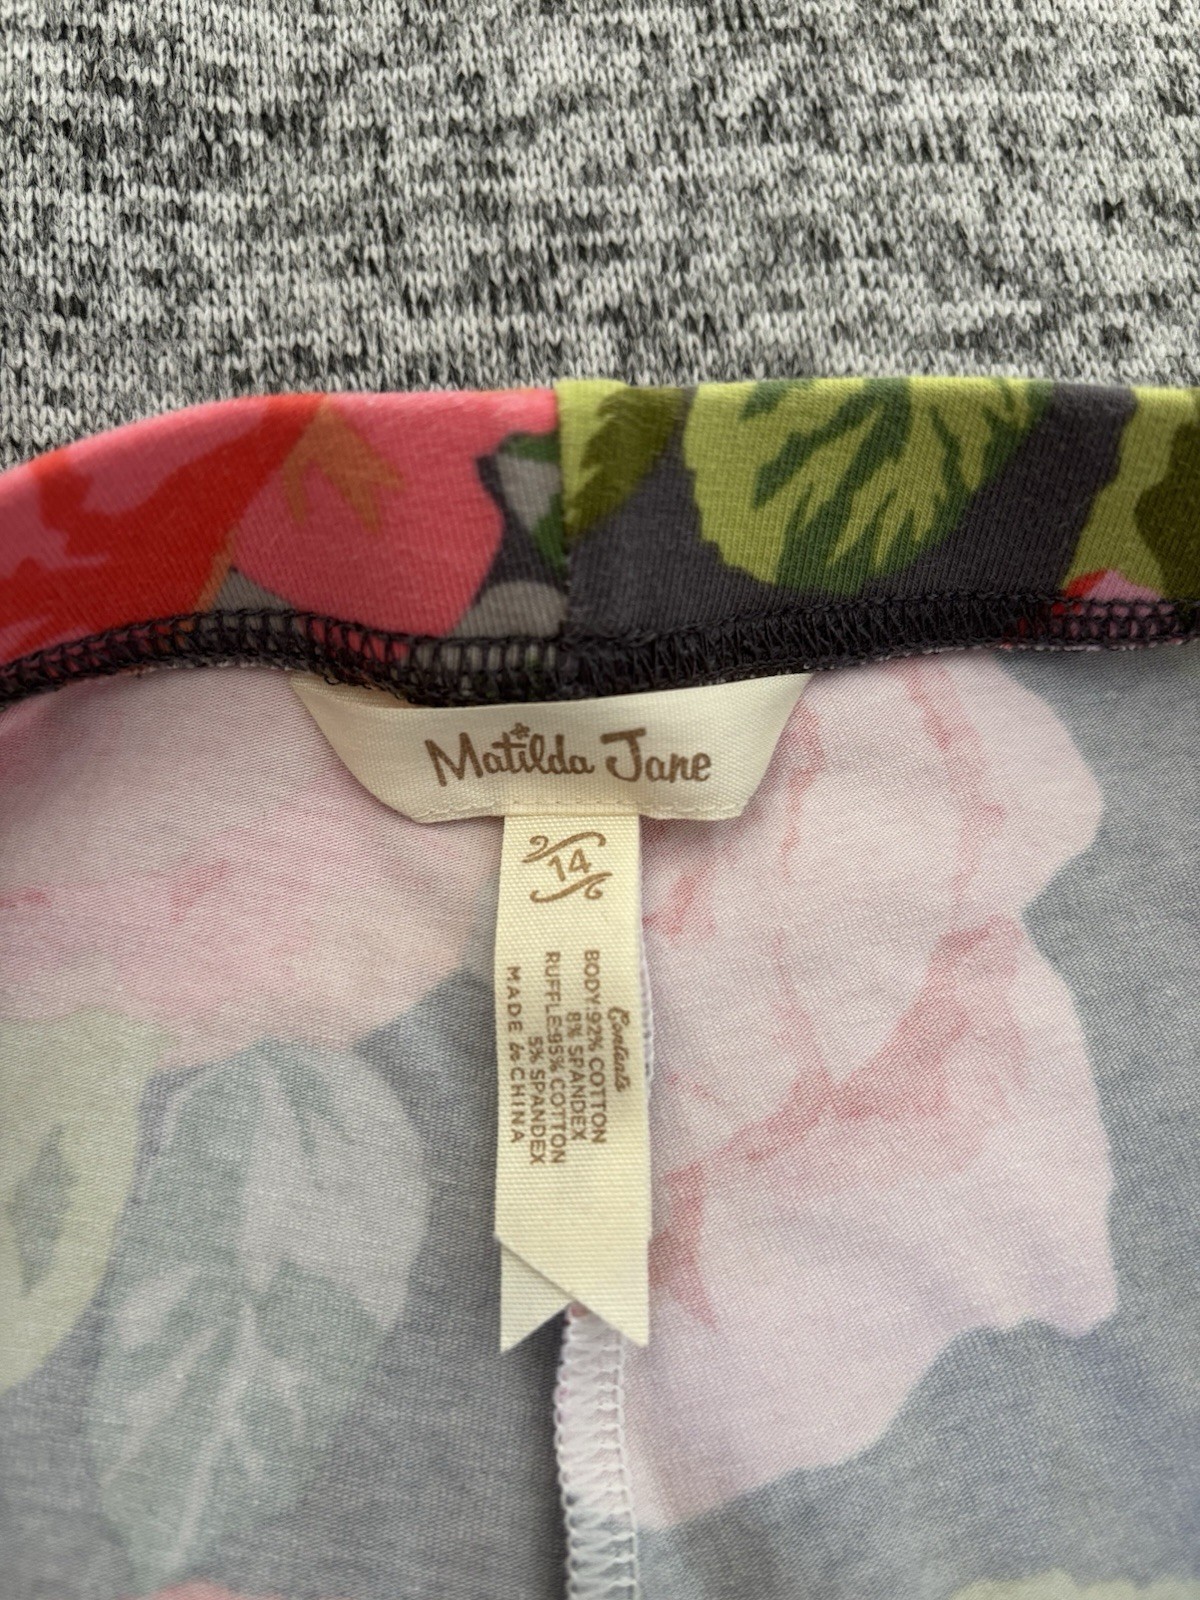 Matilda Jane
14
Contents
BODY:92% COTTON
8% SPANDEX
RUFFLE:95% COTTON
5% SPANDEX
MADE in CHINA